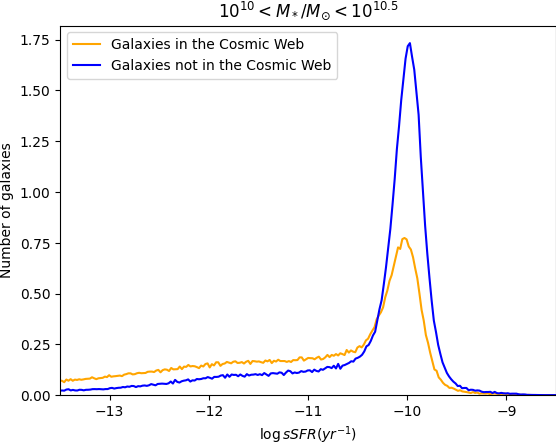 10^10 < M_*/M_⊙ < 10^10.5
Galaxies in the Cosmic Web
Galaxies not in the Cosmic Web
Number of galaxies
1.75
1.50
1.25
1.00
0.75
0.50
0.25
0.00
−13 −12 −11 −10 −9
log sSFR(yr^−1)